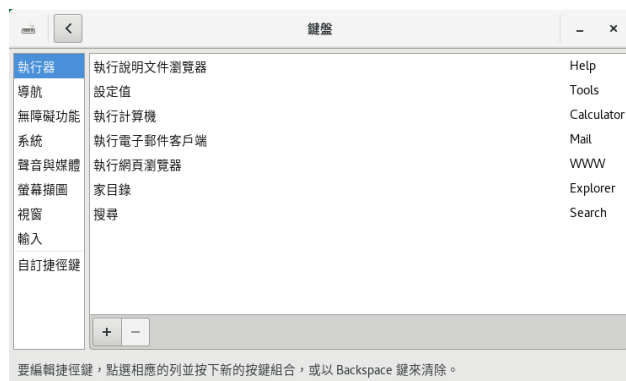 鍵盤
執行器
導航
無障礙功能
系統
聲音與媒體
螢幕擷圖
視窗
輸入
自訂捷徑鍵
執行說明文件瀏覽器 Help
設定值 Tools
執行計算機 Calculator
執行電子郵件客戶端 Mail
執行網頁瀏覽器 WWW
家目錄 Explorer
搜尋 Search
要編輯捷徑鍵，點選相應的列並按下新的按鍵組合，或以 Backspace 鍵來清除。